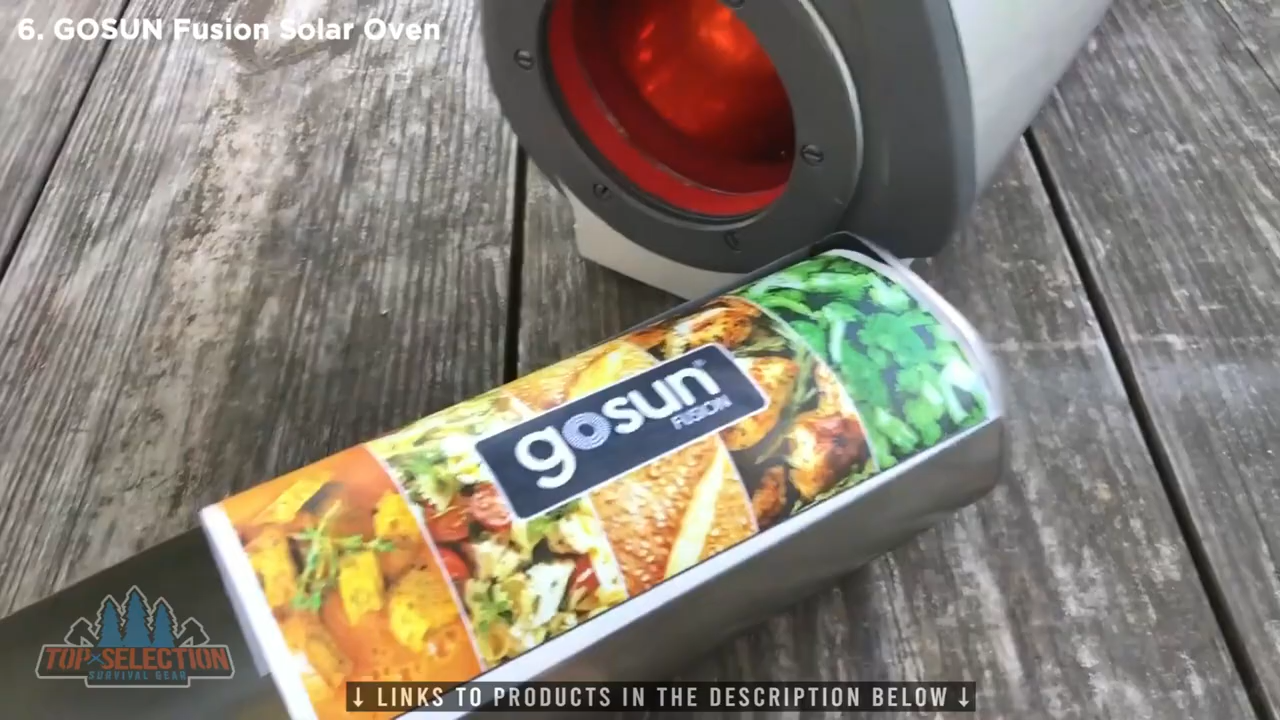 6. GOSUN Fusion Solar Oven
gosun
FUSION
TOP SELECTION
SURVIVAL GEAR
↓ LINKS TO PRODUCTS IN THE DESCRIPTION BELOW ↓